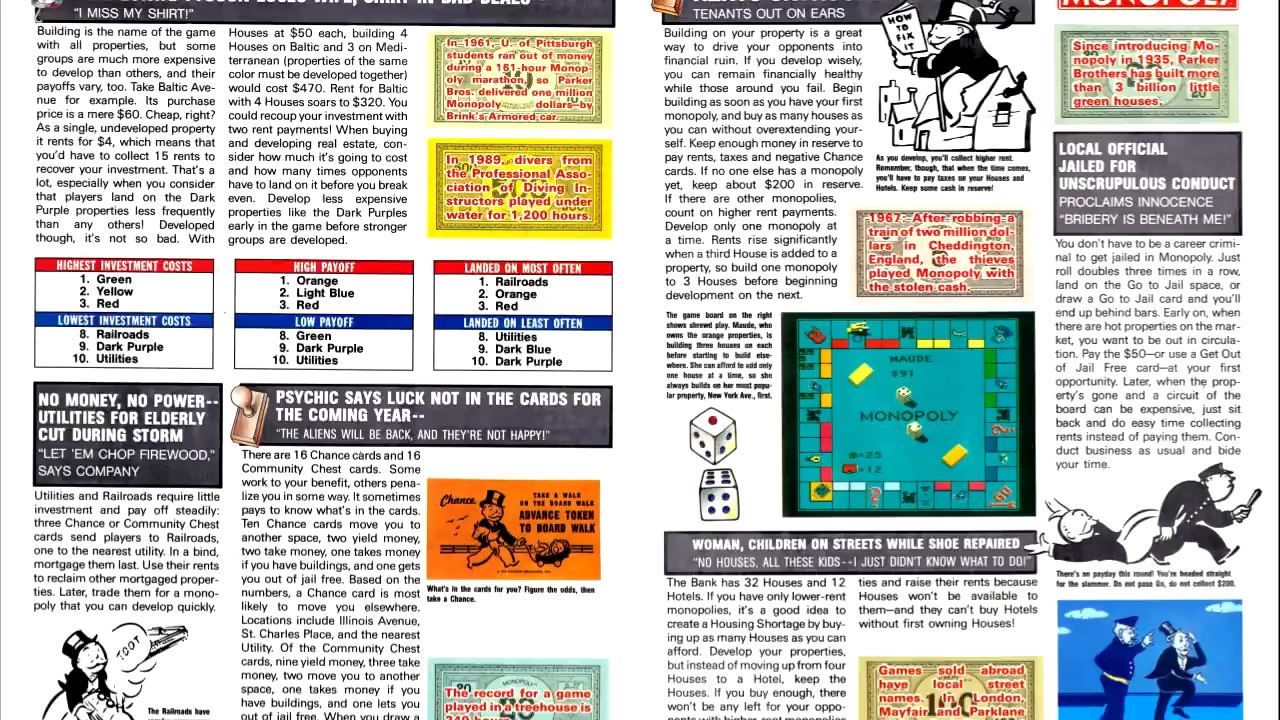 "I MISS MY SHIRT!"
Building is the name of the game
with all properties, but some
groups are much more expensive
to develop than others, and their
payoffs vary, too. Take Baltic Ave-
nue for example. Its purchase
price is a mere $60. Cheap, right?
As a single, undeveloped property
it rents for $4, which means that
you'd have to collect 15 rents to
recover your investment. That's a
lot, especially when you consider
that players land on the Dark
Purple properties less frequently
than any others! Developed
though, it's not so bad. With
Houses at $50 each, building 4
Houses on Baltic and 3 on Medi-
terranean (properties of the same
color must be developed together)
would cost $470. Rent for Baltic
with 4 Houses soars to $320. You
could recoup your investment with
two rent payments! When buying
and developing real estate, con-
sider how much it's going to cost
and how many times opponents
have to land on it before you break
even. Develop less expensive
properties like the Dark Purples
early in the game before stronger
groups are developed.
In 1961, U. of Pittsburgh
students ran out of money
during a 161-hour Monop-
oly marathon, so Parker
Bros. delivered one million
Monopoly dollars—by
Brink's Armored car.
In 1989, divers from
the Professional Asso-
ciation of Diving In-
structors played under
water for 1,200 hours.
HIGHEST INVESTMENT COSTS
1. Green
2. Yellow
3. Red
LOWEST INVESTMENT COSTS
8. Railroads
9. Dark Purple
10. Utilities
HIGH PAYOFF
1. Orange
2. Light Blue
3. Red
LOW PAYOFF
8. Green
9. Dark Purple
10. Utilities
LANDED ON MOST OFTEN
1. Railroads
2. Orange
3. Red
LANDED ON LEAST OFTEN
8. Utilities
9. Dark Blue
10. Dark Purple
NO MONEY, NO POWER--
UTILITIES FOR ELDERLY
CUT DURING STORM
"LET 'EM CHOP FIREWOOD,"
SAYS COMPANY
Utilities and Railroads require little
investment and pay off steadily:
three Chance or Community Chest
cards send players to Railroads,
one to the nearest utility. In a bind,
mortgage them last. Use their rents
to reclaim other mortgaged proper-
ties. Later, trade them for a mono-
poly that you can develop quickly.
TOOT
The Railroads have
PSYCHIC SAYS LUCK NOT IN THE CARDS FOR
THE COMING YEAR--
"THE ALIENS WILL BE BACK, AND THEY'RE NOT HAPPY!"
There are 16 Chance cards and 16
Community Chest cards. Some
work to your benefit, others pena-
lize you in some way. It sometimes
pays to know what's in the cards.
Ten Chance cards move you to
another space, two yield money,
two take money, one takes money
if you have buildings, and one gets
you out of jail free. Based on the
numbers, a Chance card is most
likely to move you elsewhere.
Locations include Illinois Avenue,
St. Charles Place, and the nearest
Utility. Of the Community Chest
cards, nine yield money, three take
money, two move you to another
space, one takes money if you
have buildings, and one lets you
out of jail free. When you draw a
Chance
TAKE A WALK
ON THE BOARD WALK
ADVANCE TOKEN
TO BOARD WALK
What's in the cards for you? Figure the odds, then
take a Chance.
MONOPOLY
The record for a game
played in a treehouse is
240 hours
TENANTS OUT ON EARS
Building on your property is a great
way to drive your opponents into
financial ruin. If you develop wisely,
you can remain financially healthy
while those around you fail. Begin
building as soon as you have your first
monopoly, and buy as many houses as
you can without overextending your-
self. Keep enough money in reserve to
pay rents, taxes and negative Chance
cards. If no one else has a monopoly
yet, keep about $200 in reserve.
If there are other monopolies,
count on higher rent payments.
Develop only one monopoly at
a time. Rents rise significantly
when a third House is added to a
property, so build one monopoly
to 3 Houses before beginning
development on the next.
HOW
TO
FIX
IT
As you develop, you'll collect higher rent.
Remember, though, that when the time comes,
you'll have to pay taxes on your Houses and
Hotels. Keep some cash in reserve!
1967: After robbing a
train of two million dol-
lars in Cheddington,
England, the thieves
played Monopoly with
the stolen cash.
The game board on the right
shows shrewd play. Maude, who
owns the orange properties, is
building three houses on each
before starting to build else-
where. She can afford to add only
one house at a time, so she
always builds on her most popu-
lar property, New York Ave., first.
MAUDE
$91
MONOPOLY
=25
=12
WOMAN, CHILDREN ON STREETS WHILE SHOE REPAIRED
"NO HOUSES, ALL THESE KIDS--I JUST DIDN'T KNOW WHAT TO DO!"
The Bank has 32 Houses and 12
Hotels. If you have only lower-rent
monopolies, it's a good idea to
create a Housing Shortage by buy-
ing up as many Houses as you can
afford. Develop your properties,
but instead of moving up from four
Houses to a Hotel, keep the
Houses. If you buy enough, there
won't be any left for your oppo-
nents with higher-rent monopolies
ties and raise their rents because
Houses won't be available to
them—and they can't buy Hotels
without first owning Houses!
Games sold abroad
have local street
names. In London,
Mayfair and Parklane
MONOPOLY
Since introducing Mo-
nopoly in 1935, Parker
Brothers has built more
than 3 billion little
green houses.
LOCAL OFFICIAL
JAILED FOR
UNSCRUPULOUS CONDUCT
PROCLAIMS INNOCENCE
"BRIBERY IS BENEATH ME!"
You don't have to be a career crimi-
nal to get jailed in Monopoly. Just
roll doubles three times in a row,
land on the Go to Jail space, or
draw a Go to Jail card and you'll
end up behind bars. Early on, when
there are hot properties on the mar-
ket, you want to be out in circula-
tion. Pay the $50—or use a Get Out
of Jail Free card—at your first
opportunity. Later, when the prop-
erty's gone and a circuit of the
board can be expensive, just sit
back and do easy time collecting
rents instead of paying them. Con-
duct business as usual and bide
your time.
There's no payday this round! You're headed straight
for the slammer. Do not pass Go, do not collect $200.